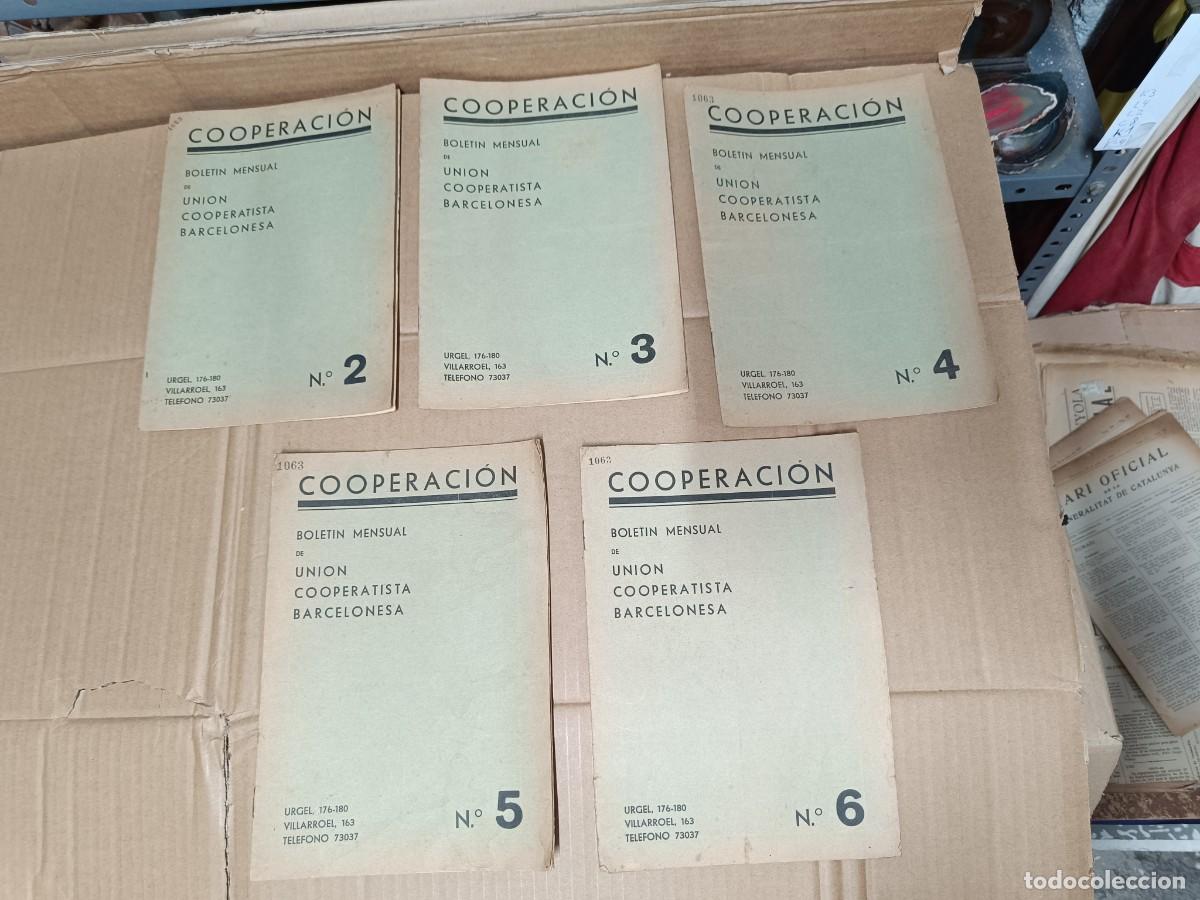 1063
COOPERACIÓN
BOLETIN MENSUAL
DE
UNION
COOPERATISTA
BARCELONESA
URGEL, 176-180
VILLARROEL, 163
TELEFONO 73037
N.º 2
COOPERACIÓN
BOLETIN MENSUAL
DE
UNION
COOPERATISTA
BARCELONESA
URGEL, 176-180
VILLARROEL, 163
TELEFONO 73037
N.º 3
1063
COOPERACIÓN
BOLETIN MENSUAL
DE
UNION
COOPERATISTA
BARCELONESA
URGEL, 176-180
VILLARROEL, 163
TELEFONO 73037
N.º 4
1063
COOPERACIÓN
BOLETIN MENSUAL
DE
UNION
COOPERATISTA
BARCELONESA
URGEL, 176-180
VILLARROEL, 163
TELEFONO 73037
N.º 5
1063
COOPERACIÓN
BOLETIN MENSUAL
DE
UNION
COOPERATISTA
BARCELONESA
URGEL, 176-180
VILLARROEL, 163
TELEFONO 73037
N.º 6
ARI OFICIAL
DE LA
NERALITAT DE CATALUNYA
todocoleccion